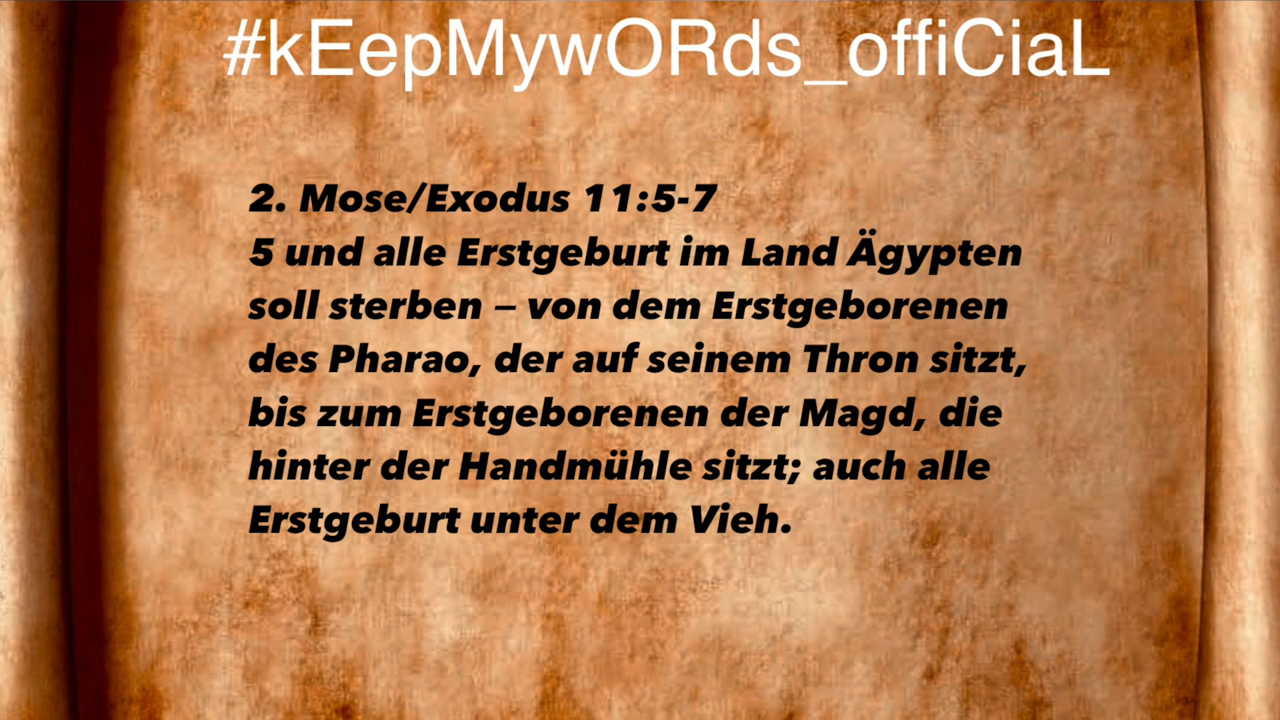 #kEepMywORds_offiCiaL
2. Mose/Exodus 11:5-7
5 und alle Erstgeburt im Land Ägypten
soll sterben — von dem Erstgeborenen
des Pharao, der auf seinem Thron sitzt,
bis zum Erstgeborenen der Magd, die
hinter der Handmühle sitzt; auch alle
Erstgeburt unter dem Vieh.